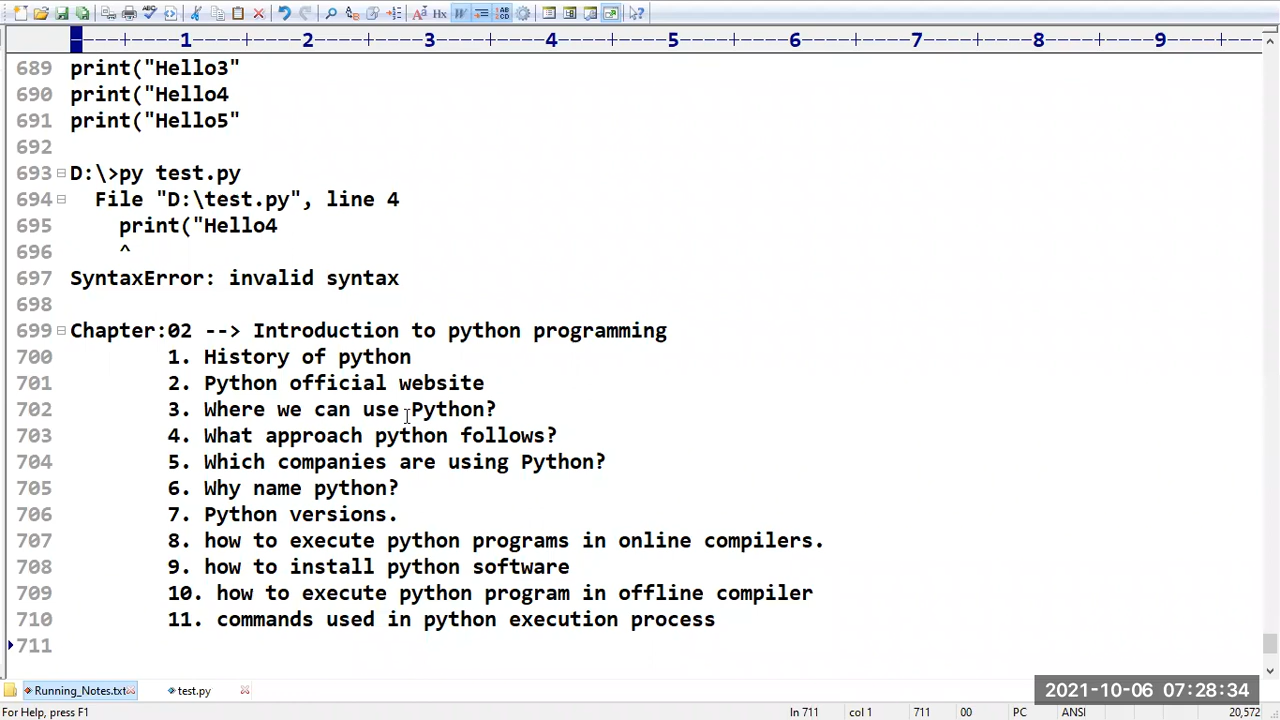 ----+----1----+----2----+----3----+----4----+----5----+----6----+----7----+----8----+----9----+--
689 print("Hello3"
690 print("Hello4
691 print("Hello5"
692
693 D:\>py test.py
694 File "D:\test.py", line 4
695 print("Hello4
696 ^
697 SyntaxError: invalid syntax
698
699 Chapter:02 --> Introduction to python programming
700 1. History of python
701 2. Python official website
702 3. Where we can use Python?
703 4. What approach python follows?
704 5. Which companies are using Python?
705 6. Why name python?
706 7. Python versions.
707 8. how to execute python programs in online compilers.
708 9. how to install python software
709 10. how to execute python program in offline compiler
710 11. commands used in python execution process
711
Running_Notes.txt test.py
2021-10-06 07:28:34
For Help, press F1 ln 711 col 1 711 00 PC ANSI 20,572